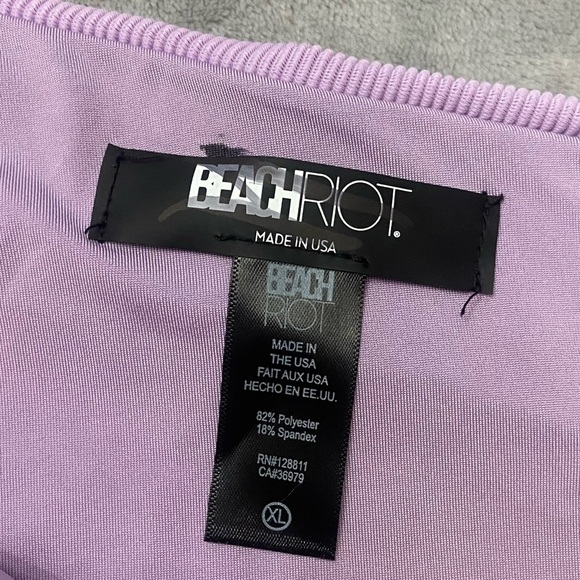 BEACHRIOT®
MADE IN USA
BEACH
RIOT
MADE IN
THE USA
FAIT AUX USA
HECHO EN EE.UU.
82% Polyester
18% Spandex
RN#128811
CA#36979
XL